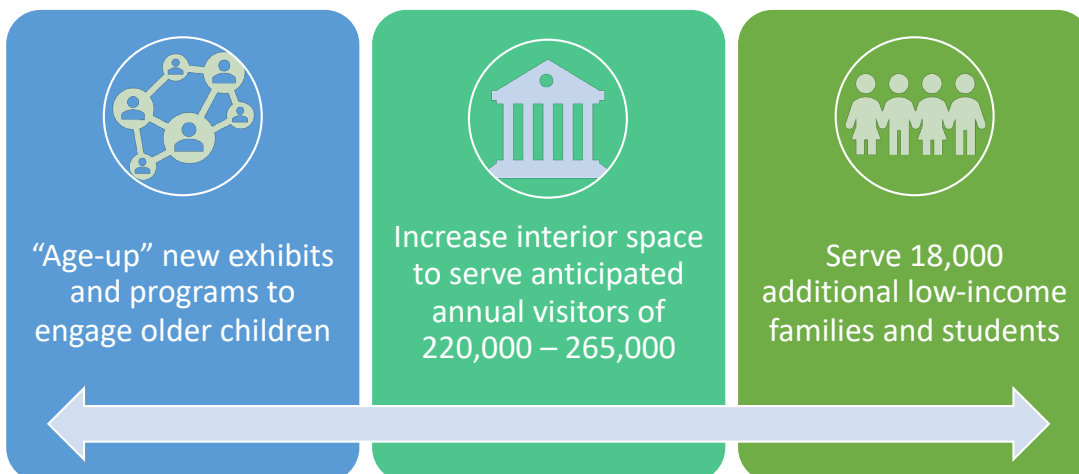 “Age-up” new exhibits
and programs to
engage older children
Increase interior space
to serve anticipated
annual visitors of
220,000 – 265,000
Serve 18,000
additional low-income
families and students